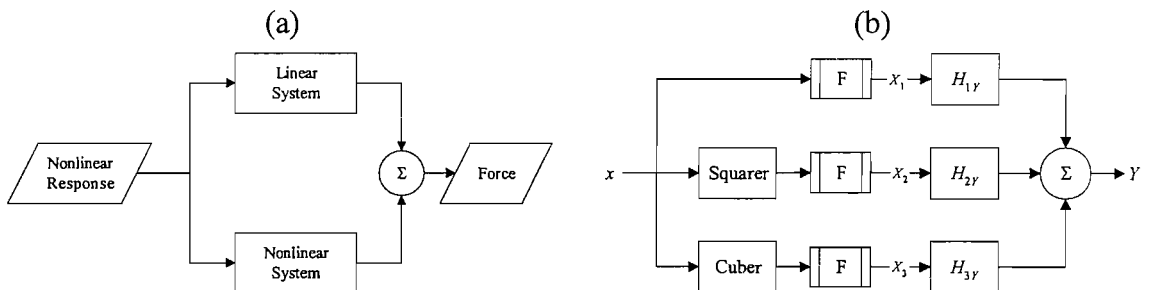 (a)
Linear
System
Nonlinear
Response
Σ
Force
Nonlinear
System
(b)
F
X₁
H₁Y
x
Squarer
F
X₂
H₂Y
Σ
Y
Cuber
F
X₃
H₃Y